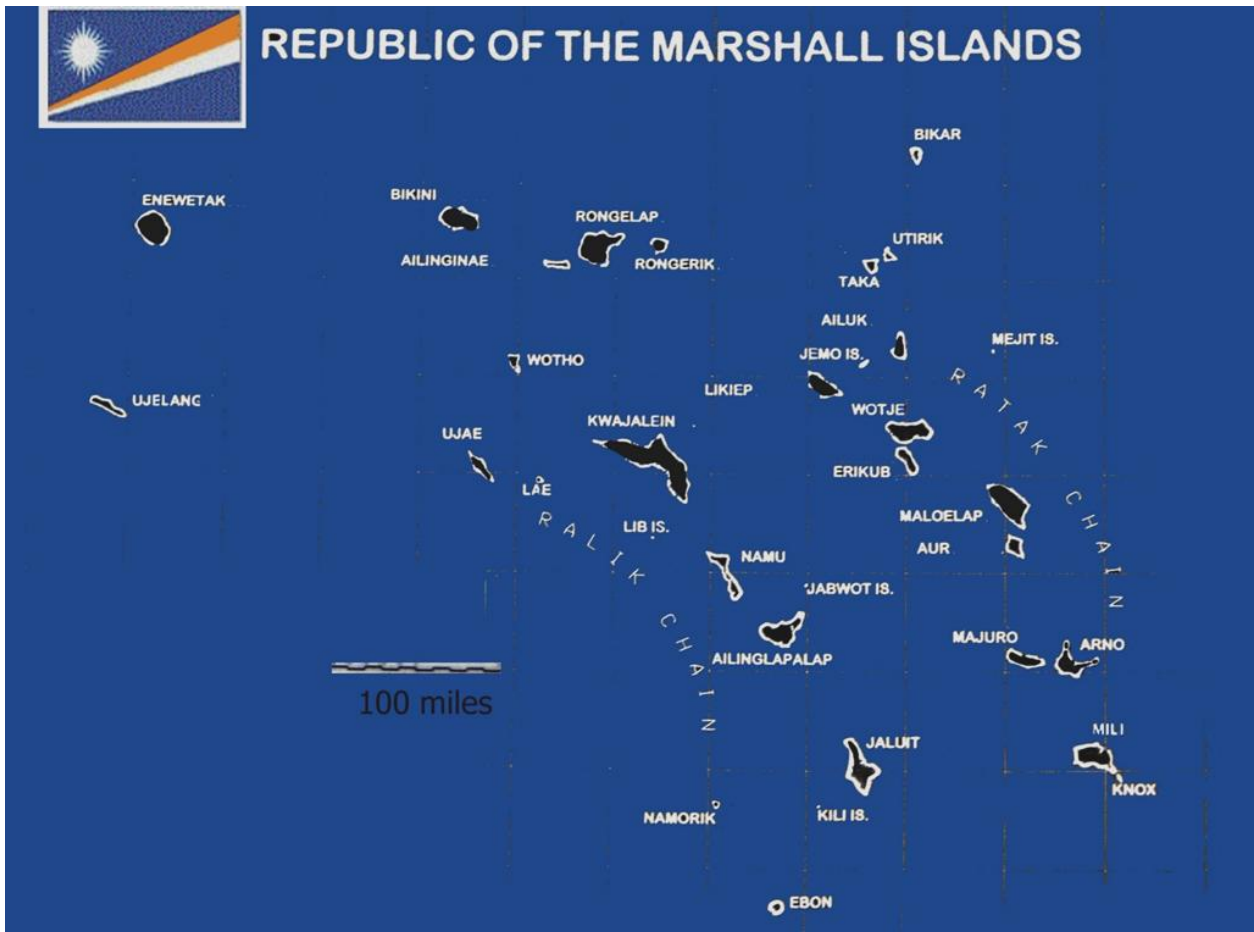 REPUBLIC OF THE MARSHALL ISLANDS
BIKAR
ENEWETAK
BIKINI
RONGELAP
UTIRIK
AILINGINAE
RONGERIK
TAKA
AILUK
MEJIT IS.
JEMO IS.
WOTHO
LIKIEP
UJELANG
WOTJE
KWAJALEIN
RATAK CHAIN
UJAE
ERIKUB
LAE
MALOELAP
RALIK CHAIN
LIB IS.
AUR
NAMU
JABWOT IS.
MAJURO
ARNO
AILINGLAPALAP
100 miles
MILI
JALUIT
KNOX
NAMORIK
KILI IS.
EBON